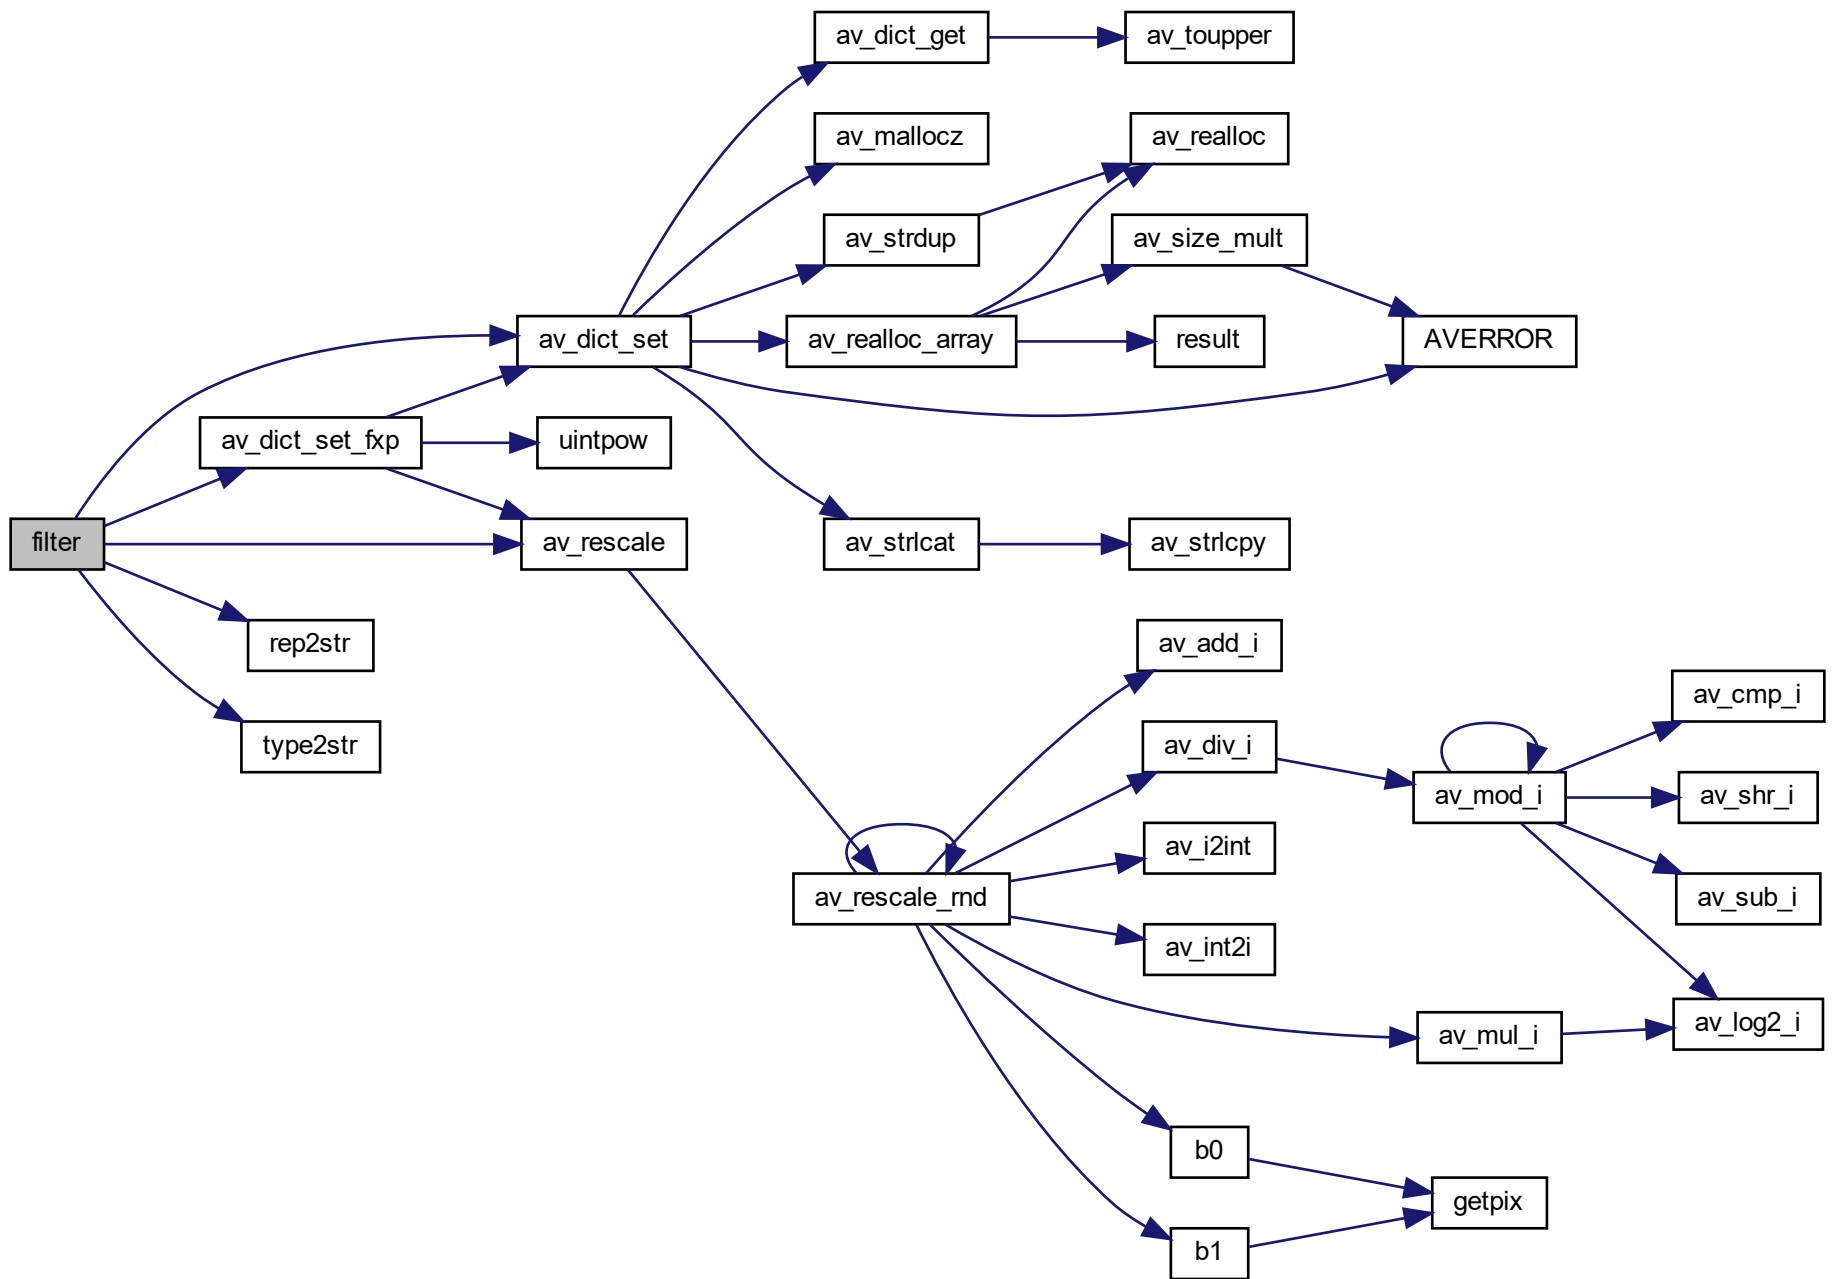 av_dict_get
av_toupper
av_mallocz
av_realloc
av_strdup
av_size_mult
av_dict_set
av_realloc_array
result
AVERROR
av_dict_set_fxp
uintpow
filter
av_rescale
av_strlcat
av_strlcpy
rep2str
av_add_i
av_cmp_i
type2str
av_div_i
av_mod_i
av_shr_i
av_i2int
av_rescale_rnd
av_sub_i
av_int2i
av_mul_i
av_log2_i
b0
getpix
b1